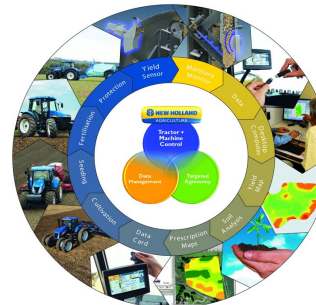 Yield
Sensor
Moisture
Monitor
Data
Desktop
Computer
Yield
Map
Soil
Analysis
Prescription
Maps
Data
Card
Cultivation
Seeding
Fertilisation
Protection
NEW HOLLAND
AGRICULTURE
Tractor +
Machine
Control
Data
Management
Targeted
Agronomy